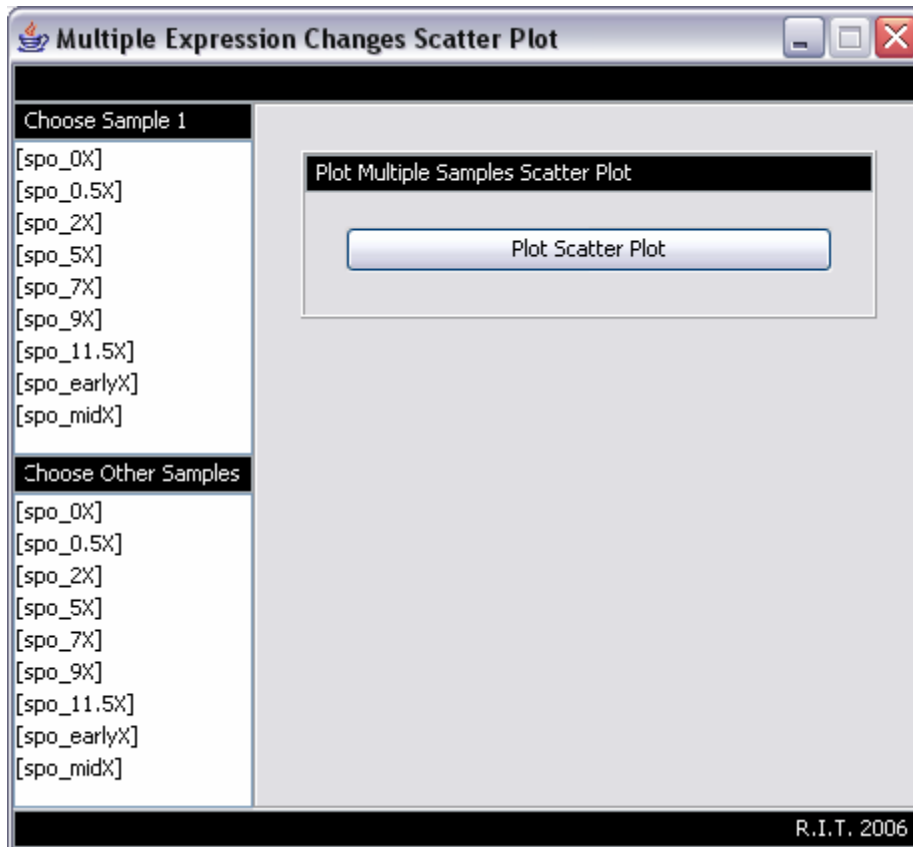 Multiple Expression Changes Scatter Plot
Choose Sample 1
[spo_0X]
[spo_0.5X]
[spo_2X]
[spo_5X]
[spo_7X]
[spo_9X]
[spo_11.5X]
[spo_earlyX]
[spo_midX]
Choose Other Samples
[spo_0X]
[spo_0.5X]
[spo_2X]
[spo_5X]
[spo_7X]
[spo_9X]
[spo_11.5X]
[spo_earlyX]
[spo_midX]
Plot Multiple Samples Scatter Plot
Plot Scatter Plot
R.I.T. 2006